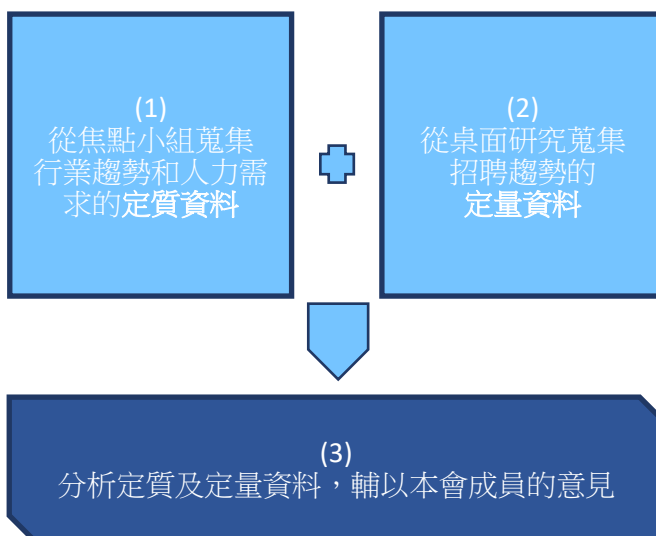 (1)
從焦點小組蒐集
行業趨勢和人力需
求的定質資料
(2)
從桌面研究蒐集
招聘趨勢的
定量資料
(3)
分析定質及定量資料，輔以本會成員的意見